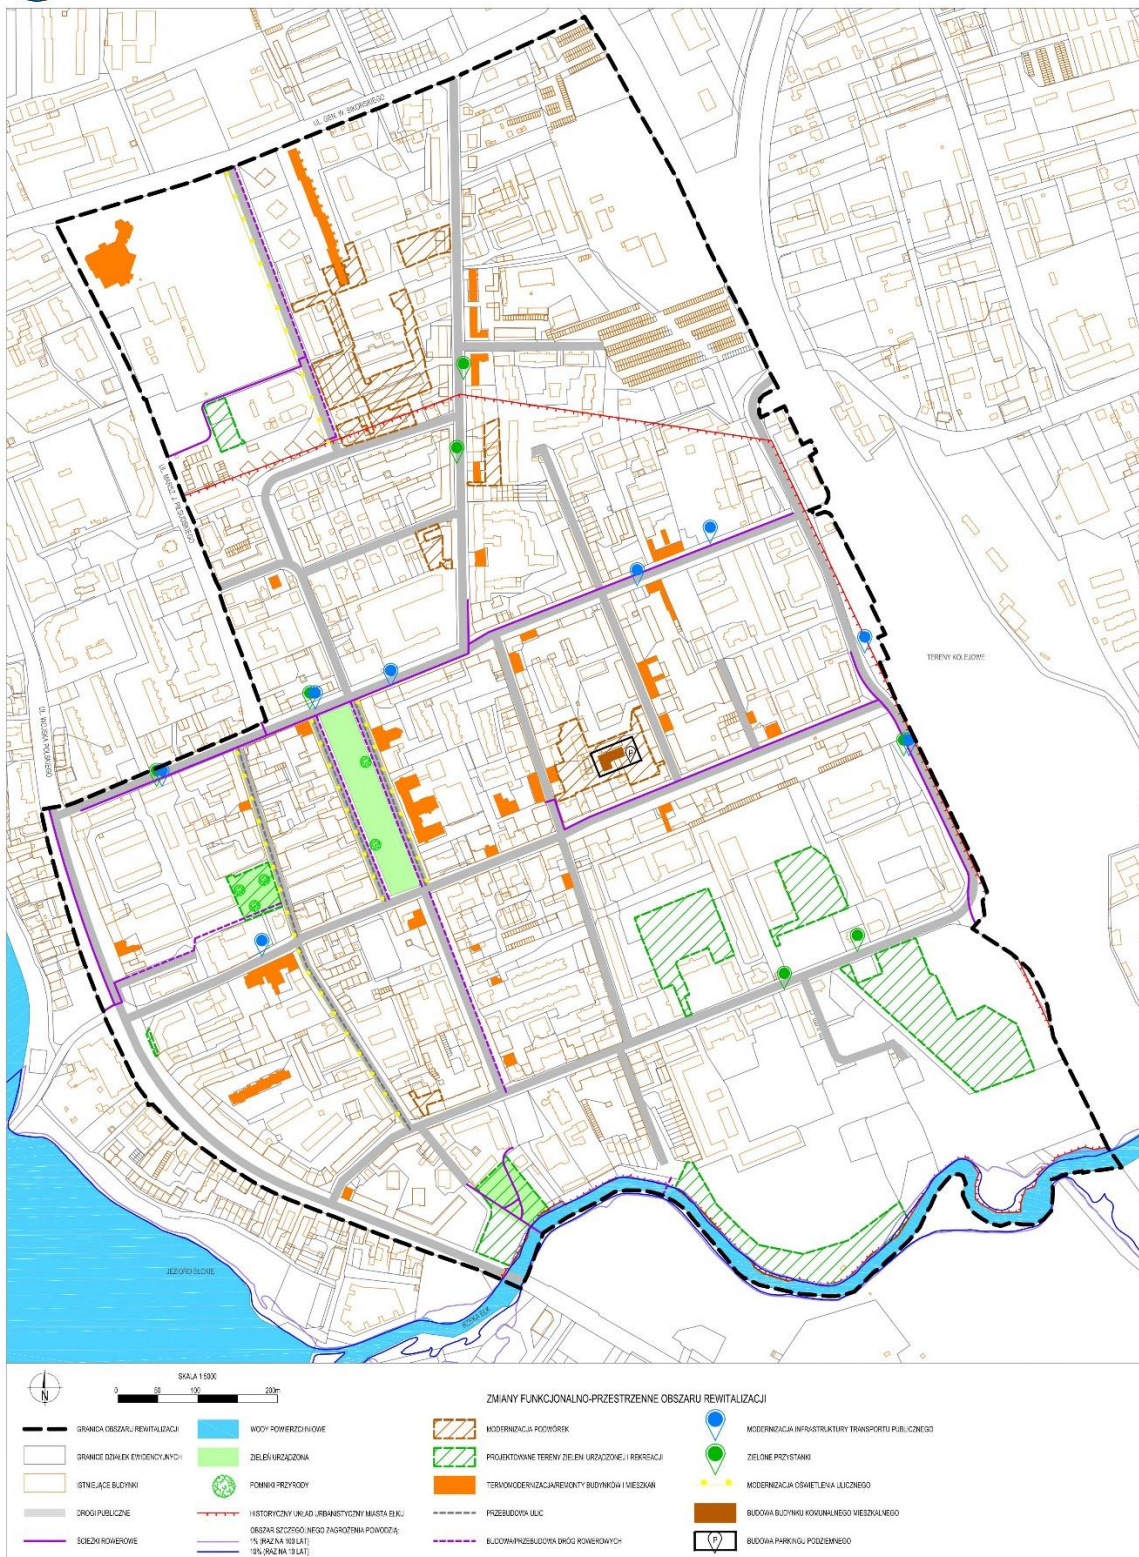 UL. GEN. W. SIKORSKIEGO
UL. MARSZ. J. PIŁSUDSKIEGO
UL. WOJSKA POLSKIEGO
TERENY KOLEJOWE
P
JEZIORO EŁCKIE
RZEKA EŁK
N
SKALA 1:5000
0 50 100 200m
ZMIANY FUNKCJONALNO-PRZESTRZENNE OBSZARU REWITALIZACJI
GRANICA OBSZARU REWITALIZACJI
GRANICE DZIAŁEK EWIDENCYJNYCH
ISTNIEJĄCE BUDYNKI
DROGI PUBLICZNE
ŚCIEŻKI ROWEROWE
WODY POWIERZCHNIOWE
ZIELEŃ URZĄDZONA
POMNIKI PRZYRODY
HISTORYCZNY UKŁAD URBANISTYCZNY MIASTA EŁKU
OBSZAR SZCZEGÓLNEGO ZAGROŻENIA POWODZIĄ:
1% (RAZ NA 100 LAT)
10% (RAZ NA 10 LAT)
MODERNIZACJA PODWÓREK
PROJEKTOWANE TERENY ZIELENI URZĄDZONEJ I REKREACJI
TERMOMODERNIZACJA/REMONTY BUDYNKÓW I MIESZKAŃ
PRZEBUDOWA ULIC
BUDOWA/PRZEBUDOWA DRÓG ROWEROWYCH
MODERNIZACJA INFRASTRUKTURY TRANSPORTU PUBLICZNEGO
ZIELONE PRZYSTANKI
MODERNIZACJA OŚWIETLENIA ULICZNEGO
BUDOWA BUDYNKU KOMUNALNEGO MIESZKALNEGO
P
BUDOWA PARKINGU PODZIEMNEGO